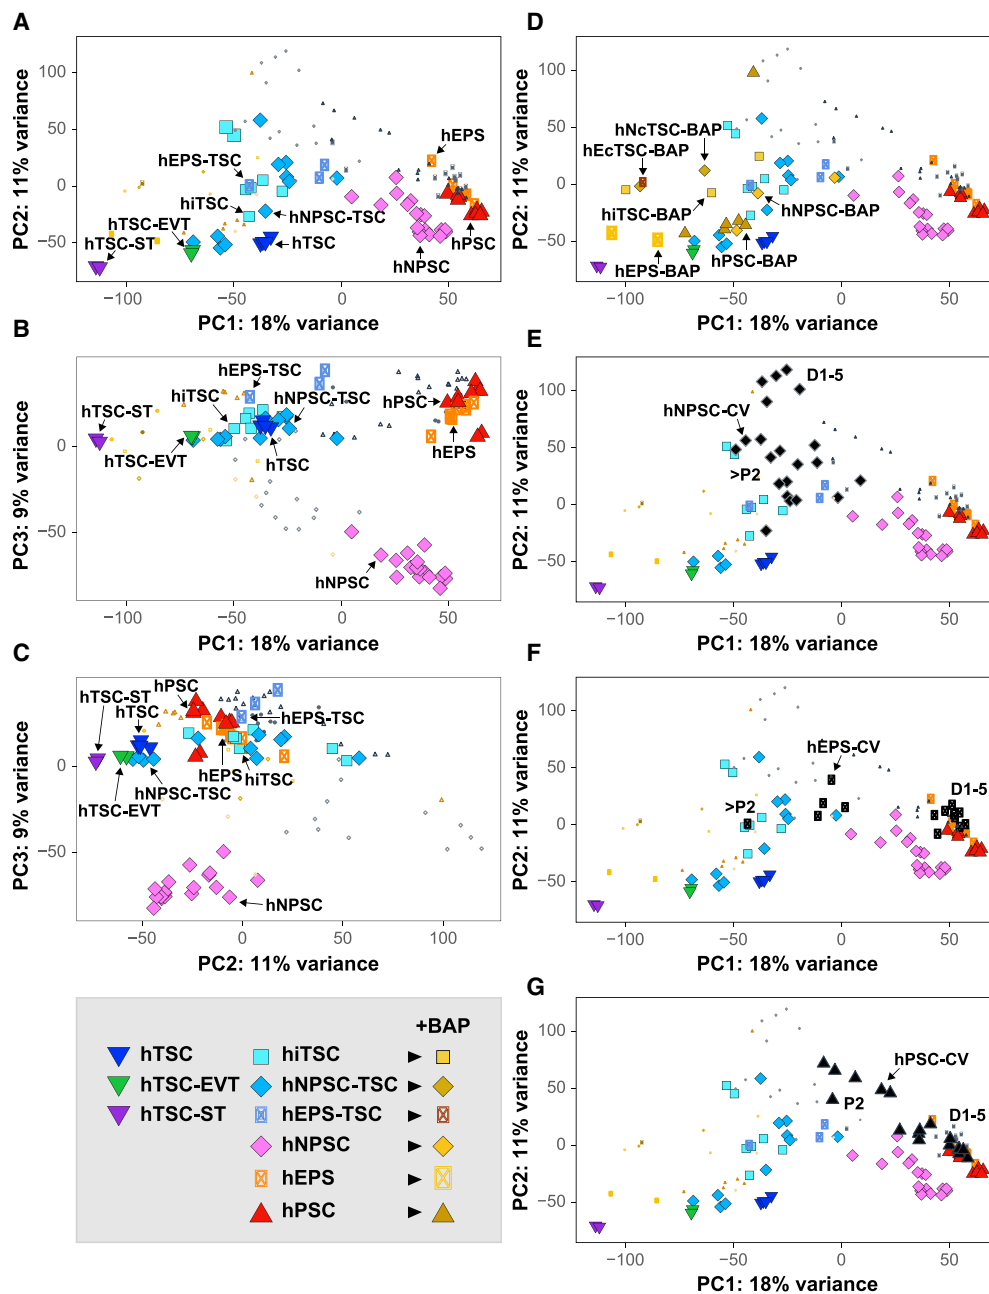 A
PC2: 11% variance
100
50
0
−50
hEPS
hEPS-TSC
hiTSC
hTSC-EVT
hTSC-ST
hNPSC-TSC
hTSC
hPSC
hNPSC
−100
−50
0
50
PC1: 18% variance
B
PC3: 9% variance
0
−50
hEPS-TSC
hiTSC
hNPSC-TSC
hTSC-ST
hPSC
hTSC-EVT
hTSC
hEPS
hNPSC
−100
−50
0
50
PC1: 18% variance
C
PC3: 9% variance
0
−50
hPSC
hTSC-ST
hTSC
hEPS-TSC
hEPS
hiTSC
hNPSC-TSC
hTSC-EVT
hNPSC
−50
0
50
100
PC2: 11% variance
+BAP
hTSC
hiTSC
hTSC-EVT
hNPSC-TSC
hTSC-ST
hEPS-TSC
hNPSC
hEPS
hPSC
D
PC2: 11% variance
100
50
0
−50
hNcTSC-BAP
hEcTSC-BAP
hiTSC-BAP
hNPSC-BAP
hEPS-BAP
hPSC-BAP
−100
−50
0
50
PC1: 18% variance
E
PC2: 11% variance
100
50
0
−50
D1-5
hNPSC-CV
>P2
−100
−50
0
50
PC1: 18% variance
F
PC2: 11% variance
100
50
0
−50
hEPS-CV
>P2
D1-5
−100
−50
0
50
PC1: 18% variance
G
PC2: 11% variance
100
50
0
−50
hPSC-CV
P2
D1-5
−100
−50
0
50
PC1: 18% variance